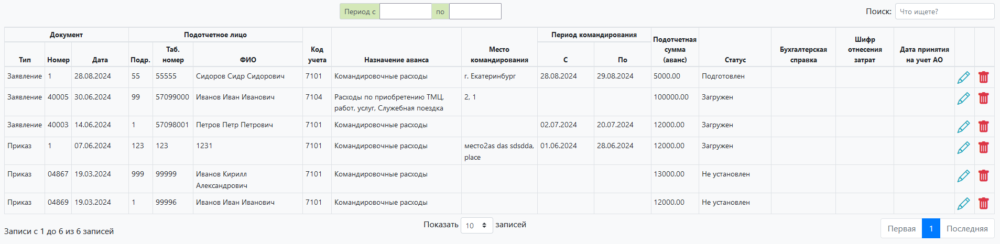 Период с по
Поиск: Что ищете?
Документ Подотчетное лицо Код учета Назначение аванса Место командирования Период командирования Подотчетная сумма (аванс) Статус Бухгалтерская справка Шифр отнесения затрат Дата принятия на учет АО
Тип Номер Дата Подр. Таб. номер ФИО С По
Заявление 1 28.08.2024 55 55555 Сидоров Сидр Сидорович 7101 Командировочные расходы г. Екатеринбург 28.08.2024 29.08.2024 5000.00 Подготовлен
Заявление 40005 30.06.2024 99 57099000 Иванов Иван Иванович 7104 Расходы по приобретению ТМЦ, работ, услуг, Служебная поездка 2, 1 100000.00 Загружен
Заявление 40003 14.06.2024 1 57098001 Петров Петр Петрович 7101 Командировочные расходы 02.07.2024 20.07.2024 12000.00 Загружен
Приказ 1 07.06.2024 123 123 1231 7101 Командировочные расходы место2as das sdsdda, place 01.06.2024 28.06.2024 12000.00 Загружен
Приказ 04867 19.03.2024 999 99999 Иванов Кирилл Александрович 7101 Командировочные расходы 13000.00 Не установлен
Приказ 04869 19.03.2024 1 99996 Иванов Иван Иванович 7101 Командировочные расходы 12000.00 Не установлен
Записи с 1 до 6 из 6 записей
Показать 10 записей
Первая 1 Последняя